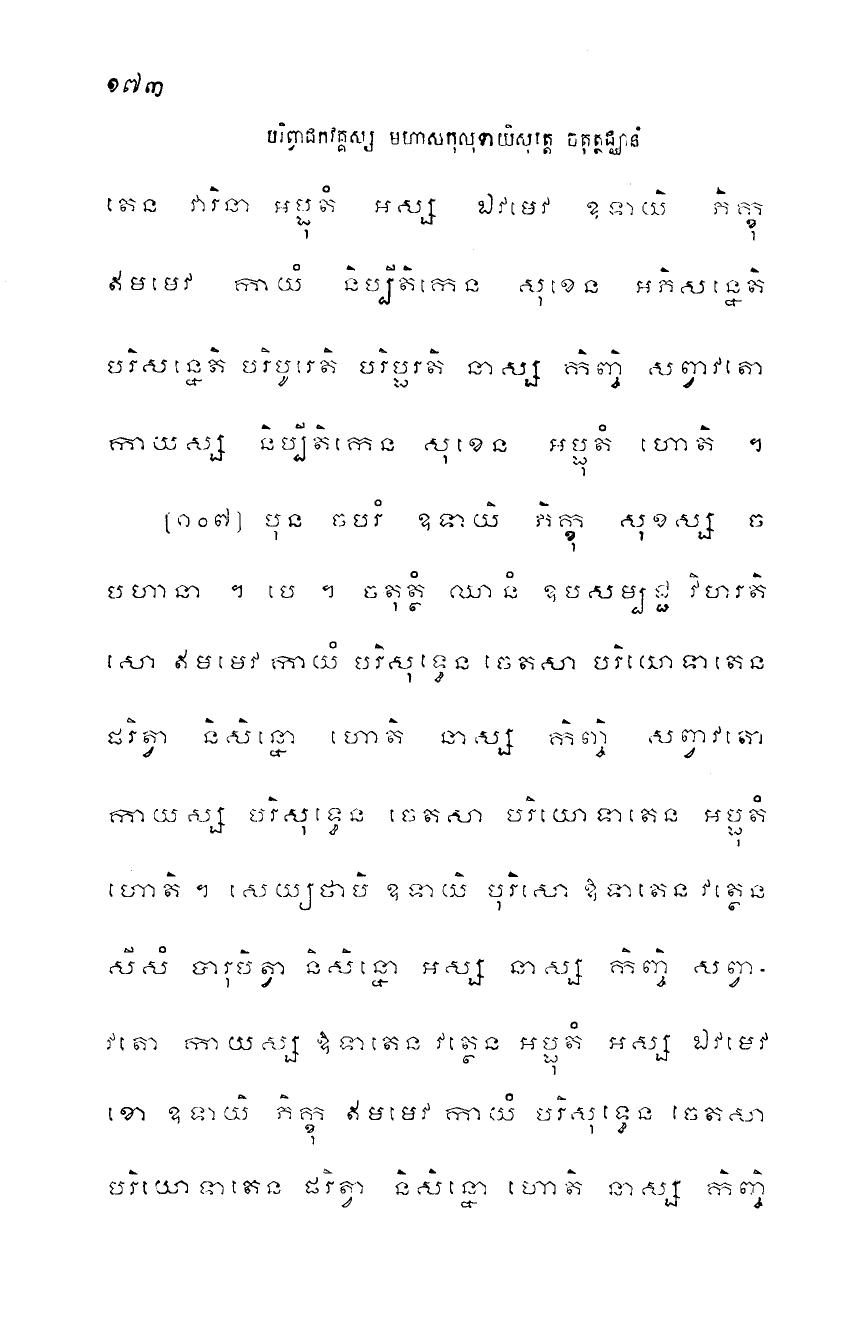 ១៧៣
បរិព្វាជកវគ្គស្ស មហាសកុលុទាយិសុត្តេ ចតុត្ថជ្ឈានំ
តេន វារិនា អប្ផុតំ អស្ស ឯវមេវ ឧទាយិ ភិក្ខុ
ឥមមេវ កាយំ និប្បីតិកេន សុខេន អភិសន្នេតិ
បរិសន្នេតិ បរិបូរេតិ បរិប្ផរតិ នាស្ស កិញ្ចិ សព្វាវតោ
កាយស្ស និប្បីតិកេន សុខេន អប្ផុតំ ហោតិ ។
[១០៧] បុន ចបរំ ឧទាយិ ភិក្ខុ សុខស្ស ច
បហានា ។ បេ ។ ចតុត្ថំ ឈានំ ឧបសម្បជ្ជ វិហរតិ
សោ ឥមមេវ កាយំ បរិសុទ្ធេន ចេតសា បរិយោទាតេន
ផរិត្វា និសិន្នោ ហោតិ នាស្ស កិញ្ចិ សព្វាវតោ
កាយស្ស បរិសុទ្ធេន ចេតសា បរិយោទាតេន អប្ផុតំ
ហោតិ ។ សេយ្យថាបិ ឧទាយិ បុរិសោ ឱទាតេន វត្ថេន
សីសំ បារុបិត្វា និសិន្នោ អស្ស នាស្ស កិញ្ចិ សព្វា-
វតោ កាយស្ស ឱទាតេន វត្ថេន អប្ផុតំ អស្ស ឯវមេវ
ខោ ឧទាយិ ភិក្ខុ ឥមមេវ កាយំ បរិសុទ្ធេន ចេតសា
បរិយោទាតេន ផរិត្វា និសិន្នោ ហោតិ នាស្ស កិញ្ចិ